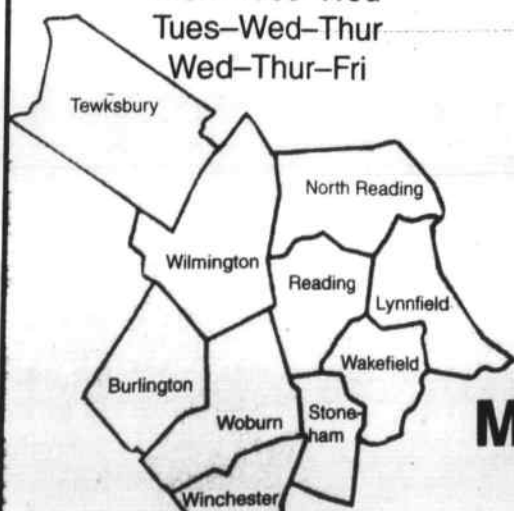 Tues–Wed–Thur
Wed–Thur–Fri
Tewksbury
North Reading
Wilmington
Reading
Lynnfield
Wakefield
Burlington
Woburn
Stone-
ham
Winchester
M